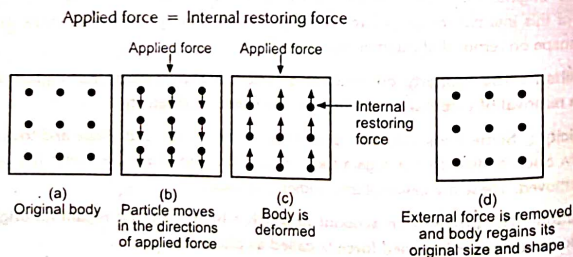 Applied force = Internal restoring force
Applied force
Applied force
Internal
restoring
force
(a)
Original body
(b)
Particle moves
in the directions
of applied force
(c)
Body is
deformed
(d)
External force is removed
and body regains its
original size and shape